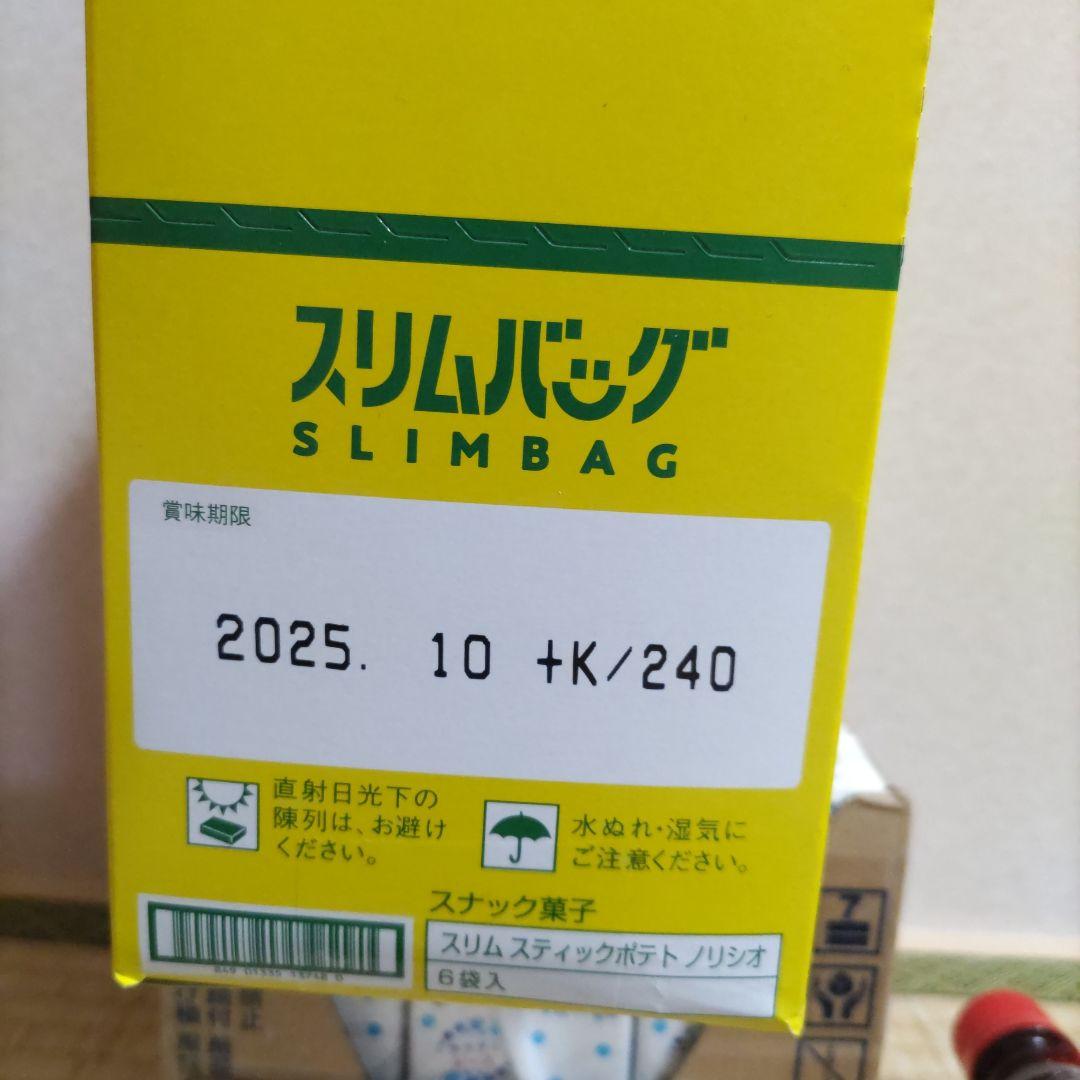 スリムバッグ
SLIMBAG
賞味期限
2025. 10 +K/240
直射日光下の
陳列は、お避け
ください。
水ぬれ・湿気に
ご注意ください。
スナック菓子
スリム スティックポテト ノリシオ
6袋入
7